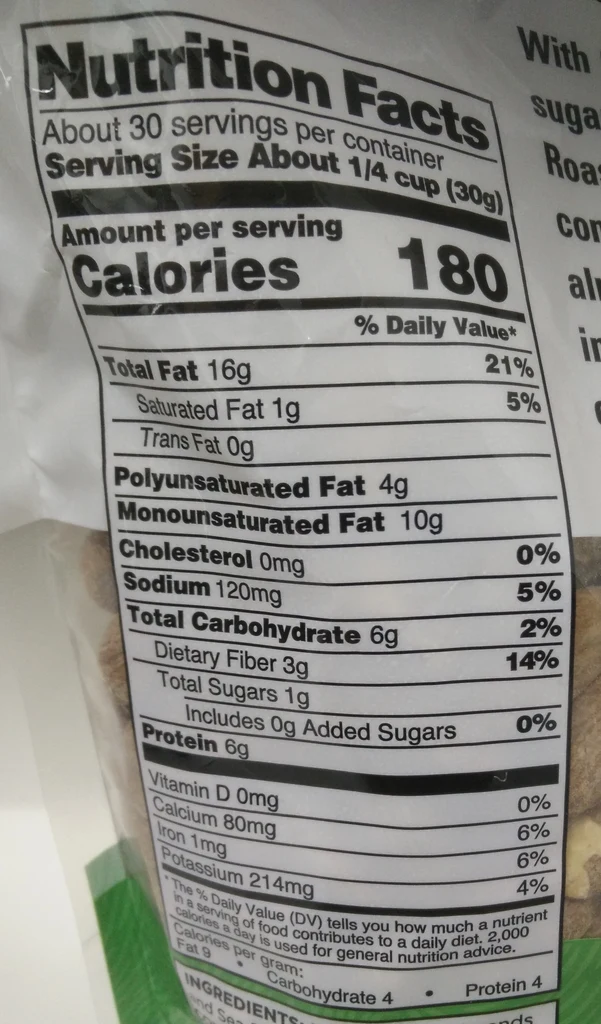 Nutrition Facts
About 30 servings per container
Serving Size About 1/4 cup (30g)
Amount per serving
Calories 180
% Daily Value*
Total Fat 16g 21%
Saturated Fat 1g 5%
Trans Fat 0g
Polyunsaturated Fat 4g
Monounsaturated Fat 10g
Cholesterol 0mg 0%
Sodium 120mg 5%
Total Carbohydrate 6g 2%
Dietary Fiber 3g 14%
Total Sugars 1g
Includes 0g Added Sugars 0%
Protein 6g
Vitamin D 0mg 0%
Calcium 80mg 6%
Iron 1mg 6%
Potassium 214mg 4%
*The % Daily Value (DV) tells you how much a nutrient
in a serving of food contributes to a daily diet. 2,000
calories a day is used for general nutrition advice.
Calories per gram:
Fat 9 • Carbohydrate 4 • Protein 4
INGREDIENTS
With
suga
Roas
con